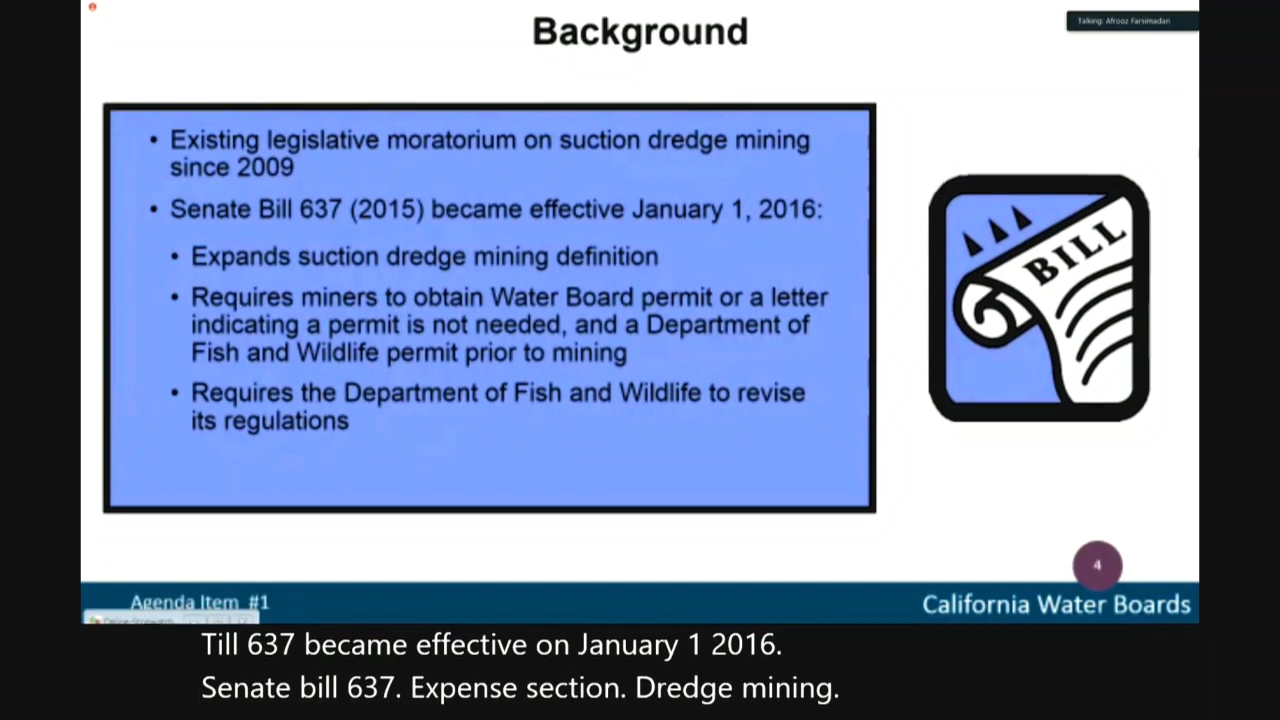 Background
Talking: Afrooz Farsimadan
• Existing legislative moratorium on suction dredge mining
since 2009
• Senate Bill 637 (2015) became effective January 1, 2016:
• Expands suction dredge mining definition
• Requires miners to obtain Water Board permit or a letter
indicating a permit is not needed, and a Department of
Fish and Wildlife permit prior to mining
• Requires the Department of Fish and Wildlife to revise
its regulations
BILL
4
Agenda Item #1
California Water Boards
Till 637 became effective on January 1 2016.
Senate bill 637. Expense section. Dredge mining.